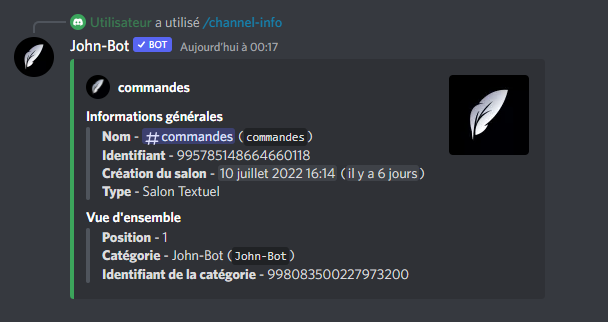 Utilisateur a utilisé /channel-info
John-Bot ✓ BOT Aujourd'hui à 00:17
commandes
Informations générales
Nom - #commandes (commandes)
Identifiant - 995785148664660118
Création du salon - 10 juillet 2022 16:14 (il y a 6 jours)
Type - Salon Textuel
Vue d'ensemble
Position - 1
Catégorie - John-Bot (John-Bot)
Identifiant de la catégorie - 998083500227973200